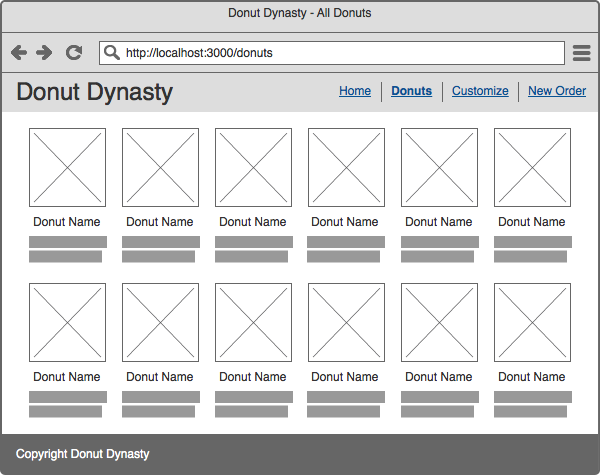 Donut Dynasty - All Donuts
http://localhost:3000/donuts
Donut Dynasty
Home Donuts Customize New Order
Donut Name Donut Name Donut Name Donut Name Donut Name Donut Name
Donut Name Donut Name Donut Name Donut Name Donut Name Donut Name
Copyright Donut Dynasty